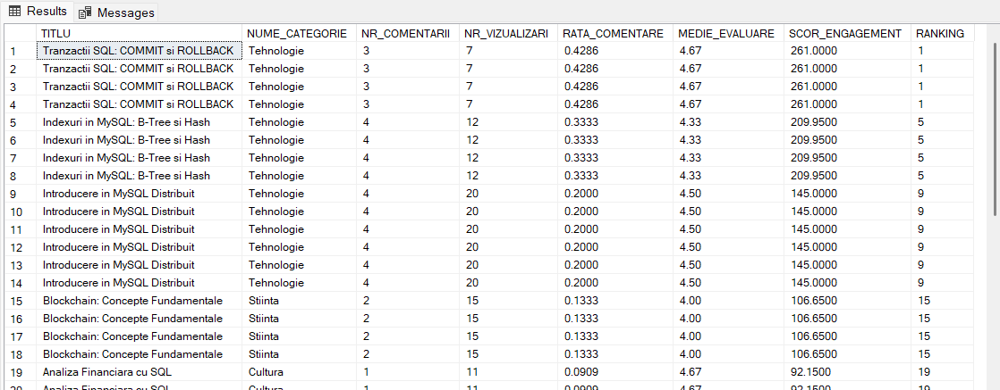 Results Messages
TITLU NUME_CATEGORIE NR_COMENTARII NR_VIZUALIZARI RATA_COMENTARE MEDIE_EVALUARE SCOR_ENGAGEMENT RANKING
1 Tranzactii SQL: COMMIT si ROLLBACK Tehnologie 3 7 0.4286 4.67 261.0000 1
2 Tranzactii SQL: COMMIT si ROLLBACK Tehnologie 3 7 0.4286 4.67 261.0000 1
3 Tranzactii SQL: COMMIT si ROLLBACK Tehnologie 3 7 0.4286 4.67 261.0000 1
4 Tranzactii SQL: COMMIT si ROLLBACK Tehnologie 3 7 0.4286 4.67 261.0000 1
5 Indexuri in MySQL: B-Tree si Hash Tehnologie 4 12 0.3333 4.33 209.9500 5
6 Indexuri in MySQL: B-Tree si Hash Tehnologie 4 12 0.3333 4.33 209.9500 5
7 Indexuri in MySQL: B-Tree si Hash Tehnologie 4 12 0.3333 4.33 209.9500 5
8 Indexuri in MySQL: B-Tree si Hash Tehnologie 4 12 0.3333 4.33 209.9500 5
9 Introducere in MySQL Distribuit Tehnologie 4 20 0.2000 4.50 145.0000 9
10 Introducere in MySQL Distribuit Tehnologie 4 20 0.2000 4.50 145.0000 9
11 Introducere in MySQL Distribuit Tehnologie 4 20 0.2000 4.50 145.0000 9
12 Introducere in MySQL Distribuit Tehnologie 4 20 0.2000 4.50 145.0000 9
13 Introducere in MySQL Distribuit Tehnologie 4 20 0.2000 4.50 145.0000 9
14 Introducere in MySQL Distribuit Tehnologie 4 20 0.2000 4.50 145.0000 9
15 Blockchain: Concepte Fundamentale Stiinta 2 15 0.1333 4.00 106.6500 15
16 Blockchain: Concepte Fundamentale Stiinta 2 15 0.1333 4.00 106.6500 15
17 Blockchain: Concepte Fundamentale Stiinta 2 15 0.1333 4.00 106.6500 15
18 Blockchain: Concepte Fundamentale Stiinta 2 15 0.1333 4.00 106.6500 15
19 Analiza Financiara cu SQL Cultura 1 11 0.0909 4.67 92.1500 19
20 Analiza Financiara cu SQL Cultura 1 11 0.0909 4.67 92.1500 19